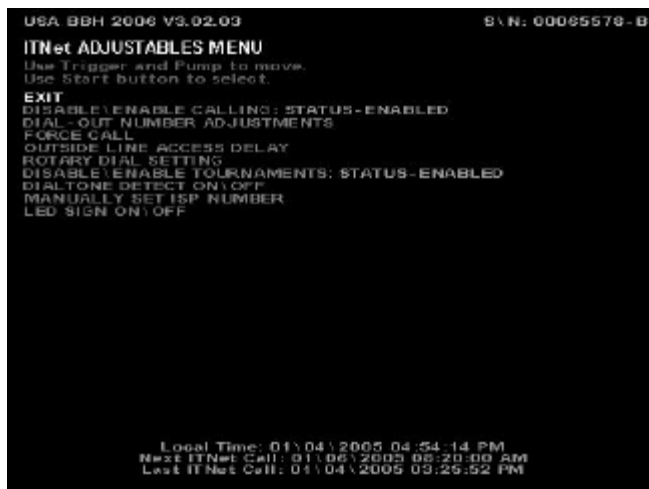 USA BBH 2006 V3.02.03
S\N: 00065578-B
ITNet ADJUSTABLES MENU
Use Trigger and Pump to move.
Use Start button to select.
EXIT
DISABLE\ENABLE CALLING: STATUS-ENABLED
DIAL-OUT NUMBER ADJUSTMENTS
FORCE CALL
OUTSIDE LINE ACCESS DELAY
ROTARY DIAL SETTING
DISABLE\ENABLE TOURNAMENTS: STATUS-ENABLED
DIALTONE DETECT ON\OFF
MANUALLY SET ISP NUMBER
LED SIGN ON\OFF
Local Time: 01\04\2005 04:54:14 PM
Next ITNet Call: 01\06\2005 06:20:00 AM
Last ITNet Call: 01\04\2005 03:25:52 PM